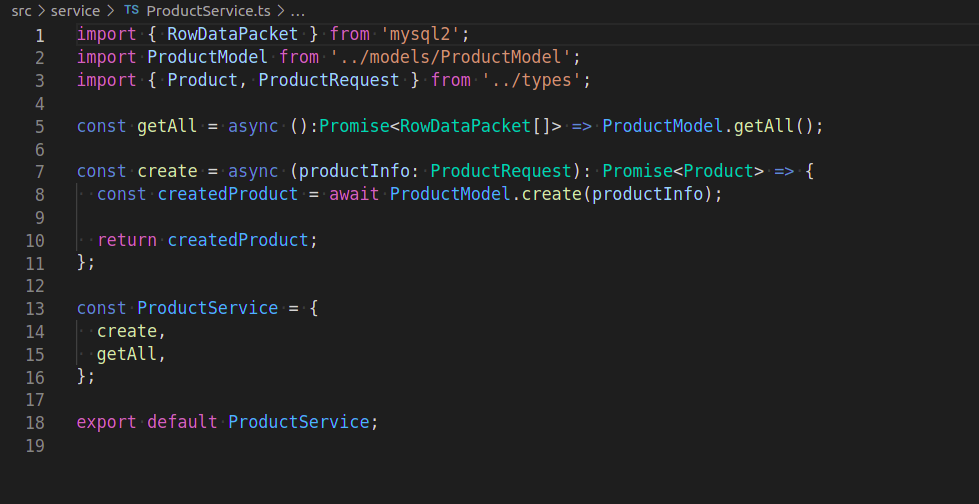 src > service > TS ProductService.ts > ...
1 import { RowDataPacket } from 'mysql2';
2 import ProductModel from '../models/ProductModel';
3 import { Product, ProductRequest } from '../types';
4
5 const getAll = async ():Promise<RowDataPacket[]> => ProductModel.getAll();
6
7 const create = async (productInfo: ProductRequest): Promise<Product> => {
8   const createdProduct = await ProductModel.create(productInfo);
9
10   return createdProduct;
11 };
12
13 const ProductService = {
14   create,
15   getAll,
16 };
17
18 export default ProductService;
19